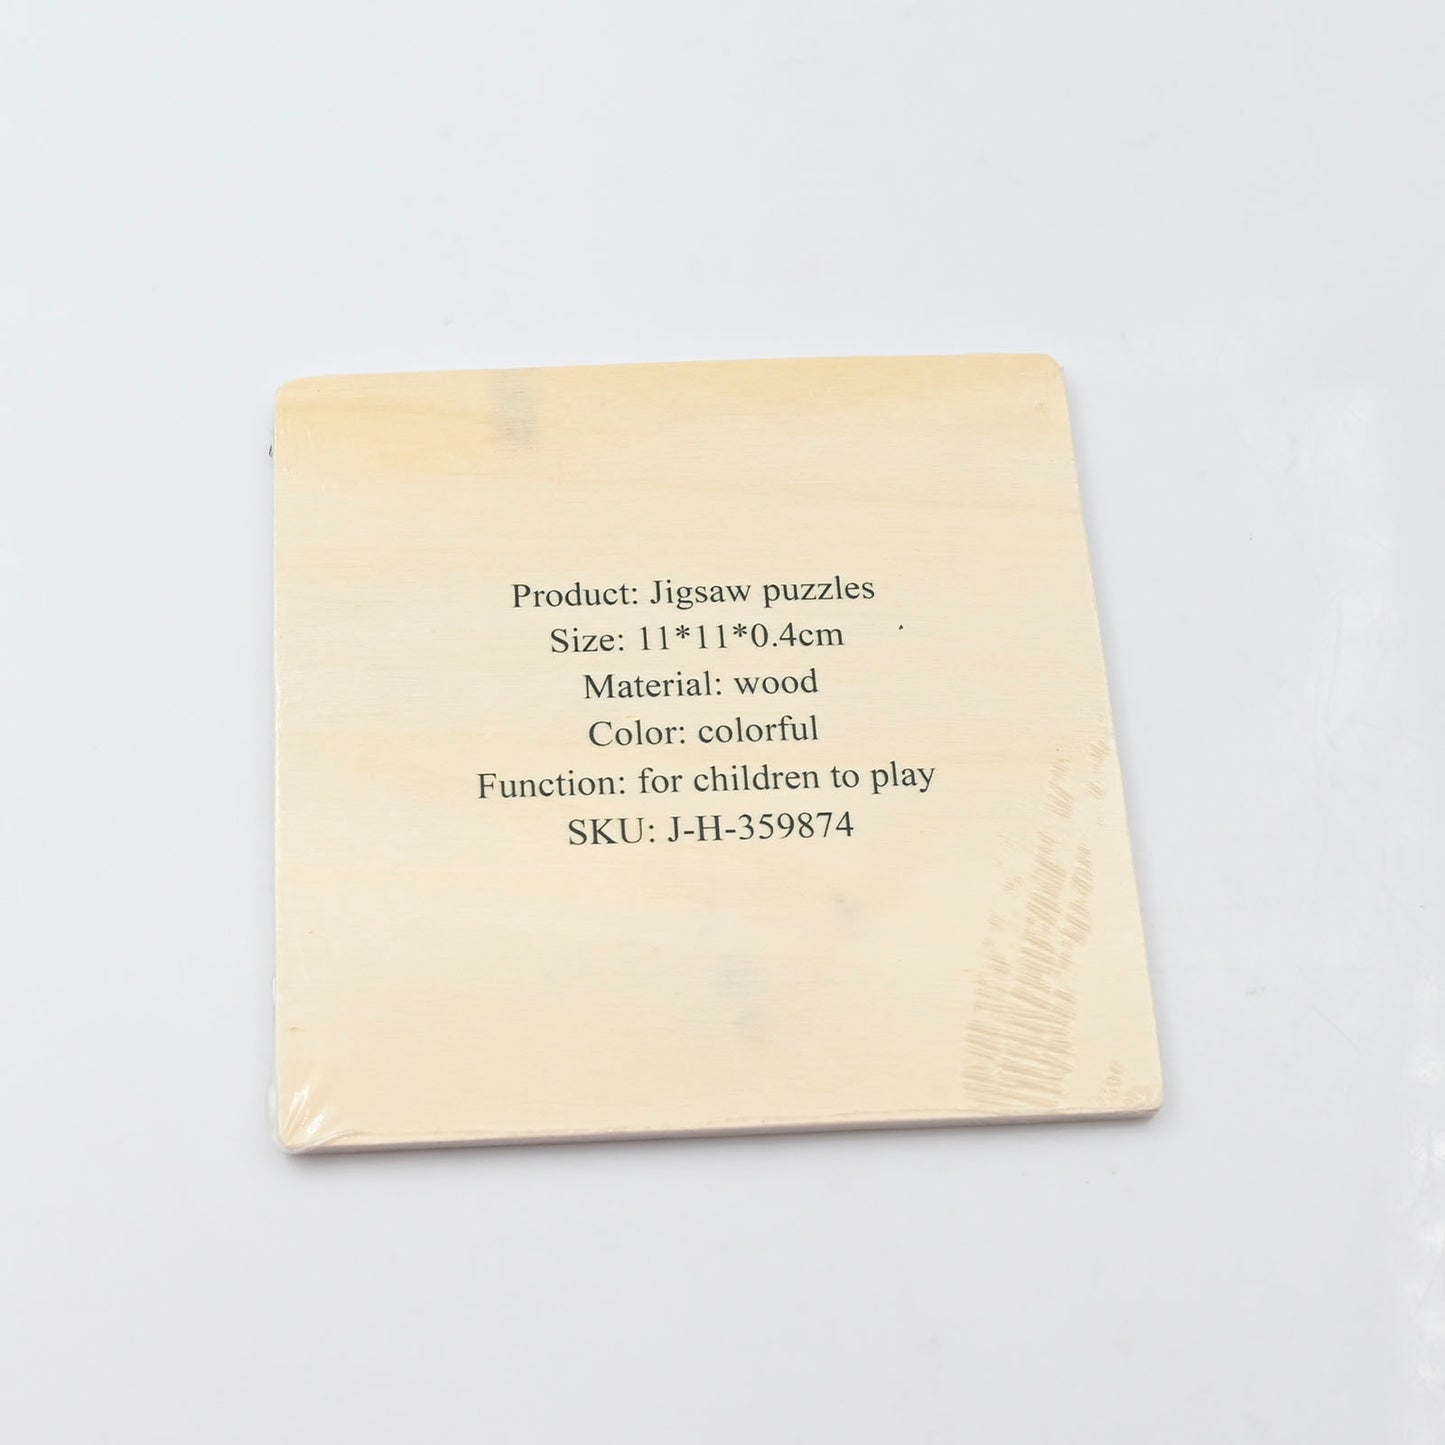 Product: Jigsaw puzzles
Size: 11*11*0.4cm
Material: wood
Color: colorful
Function: for children to play
SKU: J-H-359874